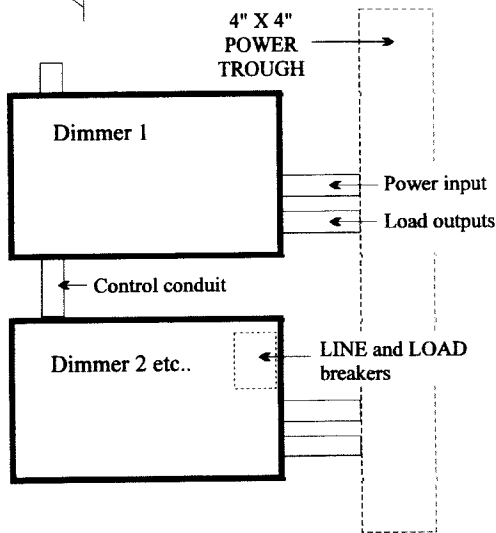 4" X 4"
POWER
TROUGH
Dimmer 1
Power input
Load outputs
Control conduit
Dimmer 2 etc..
LINE and LOAD
breakers